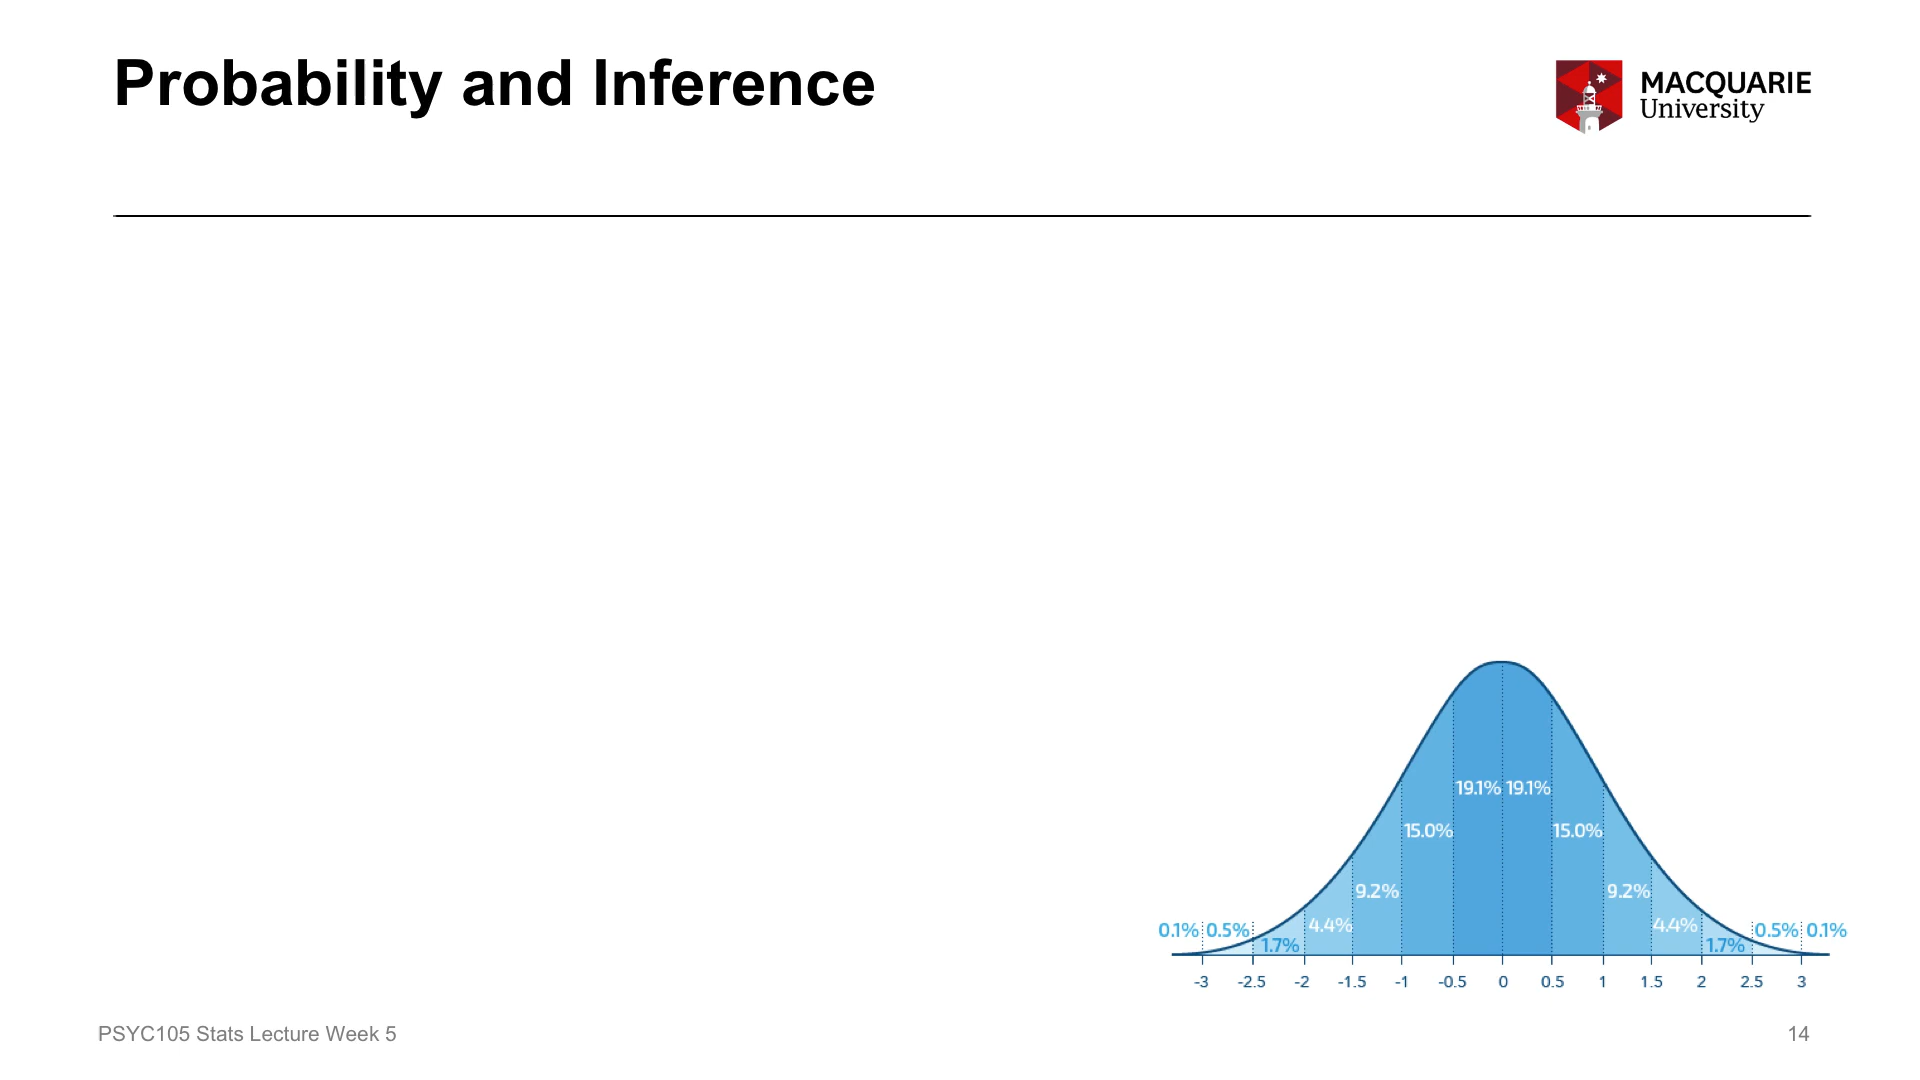 Probability and Inference
MACQUARIE
University
19.1% 19.1%
15.0% 15.0%
9.2% 9.2%
4.4% 4.4%
0.1% 0.5% 0.5% 0.1%
1.7% 1.7%
-3 -2.5 -2 -1.5 -1 -0.5 0 0.5 1 1.5 2 2.5 3
PSYC105 Stats Lecture Week 5 14